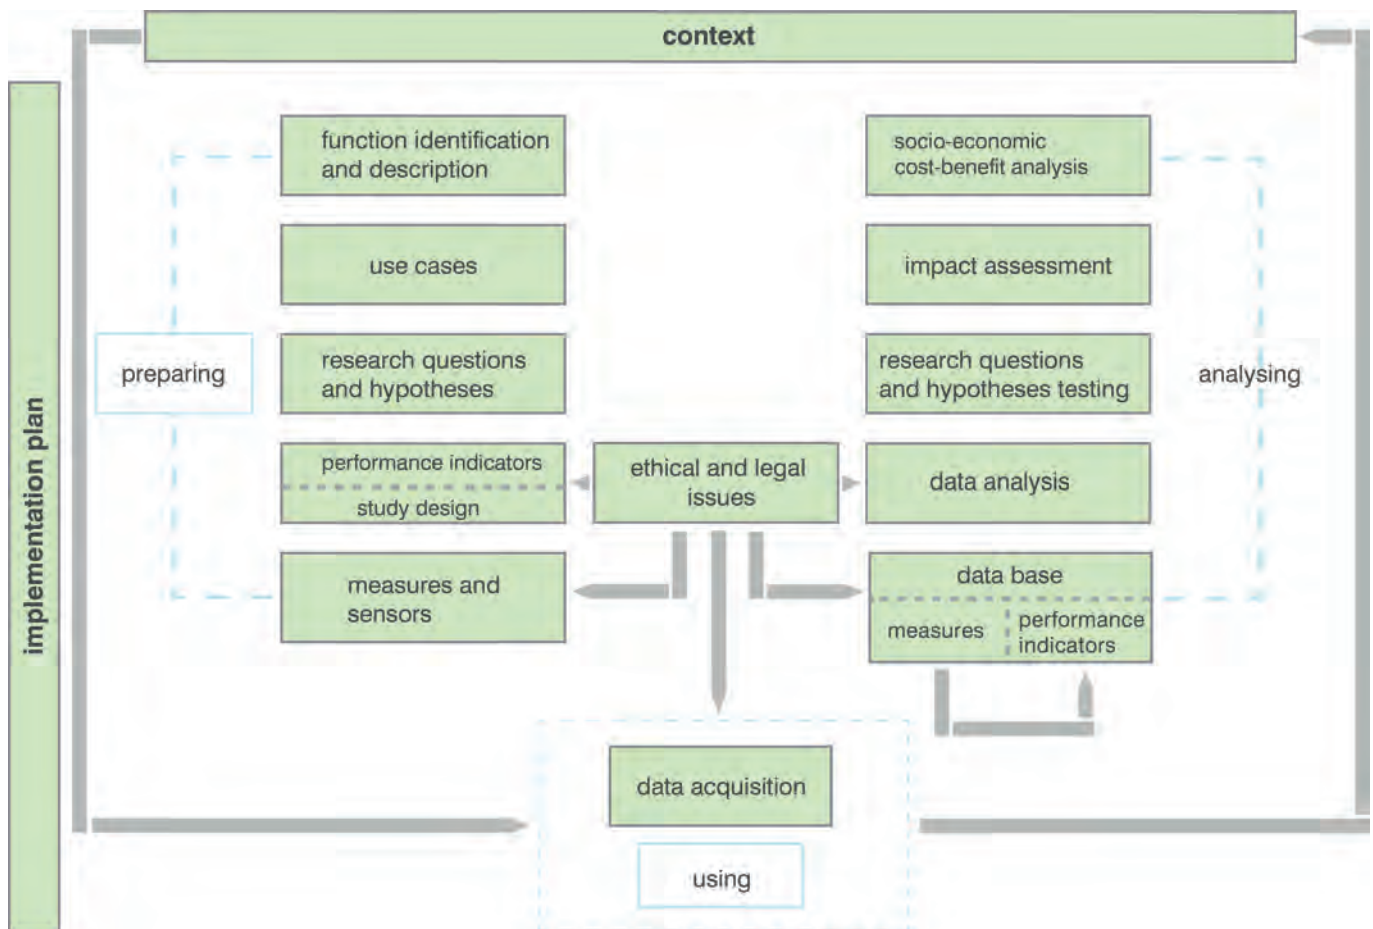 context
implementation plan
function identification
and description
use cases
preparing
research questions
and hypotheses
performance indicators
study design
measures and
sensors
ethical and legal
issues
socio-economic
cost-benefit analysis
impact assessment
research questions
and hypotheses testing
analysing
data analysis
data base
measures
performance
indicators
data acquisition
using